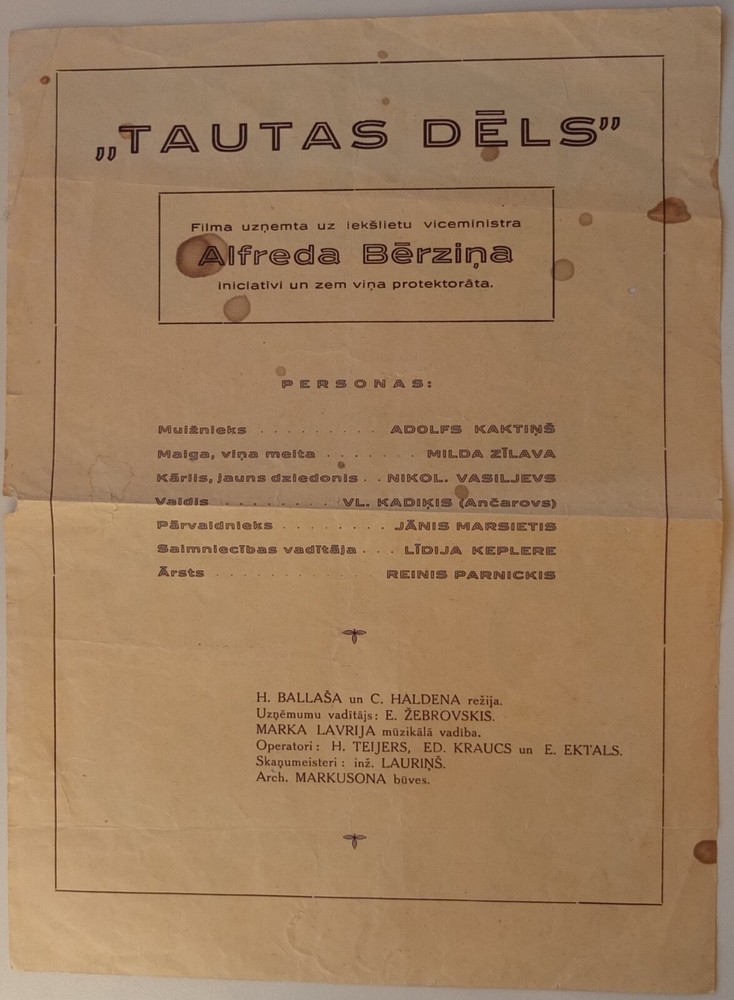 „TAUTAS DĒLS”
Filma uzņemta uz iekšlietu viceministra
Alfreda Bērziņa
iniciatīvi un zem viņa protektorāta.
PERSONAS:
Muižnieks . . . . . . . . . ADOLFS KAKTIŅŠ
Maiga, viņa meita . . . . . . . MILDA ZĪLAVA
Kārlis, jauns dziedonis . . NIKOL. VASILJEVS
Valdis . . . . . . . . VL. KADIĶIS (Ančarovs)
Pārvaldnieks . . . . . . . . JĀNIS MARSIETIS
Saimniecības vadītāja . . . LĪDIJA KEPLERE
Ārsts . . . . . . . . . . . . REINIS PARNICKIS
H. BALLAŠA un C. HALDENA režija.
Uzņēmumu vadītājs: E. ŽEBROVSKIS.
MARKA LAVRIJA mūzikālā vadība.
Operatori: H. TEIJERS, ED. KRAUCS un E. EKTALS.
Skaņumeisteri: inž. LAURIŅŠ.
Arch. MARKUSONA būves.